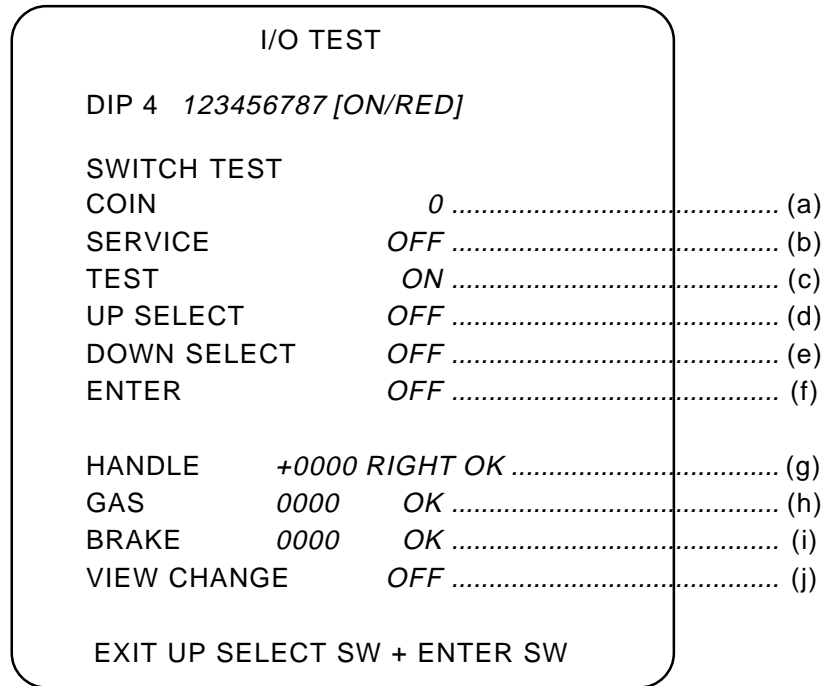 I/O TEST
DIP 4 123456787 [ON/RED]
SWITCH TEST
COIN 0 ............................................ (a)
SERVICE OFF ............................................ (b)
TEST ON ............................................ (c)
UP SELECT OFF ............................................ (d)
DOWN SELECT OFF ............................................ (e)
ENTER OFF ............................................ (f)
HANDLE +0000 RIGHT OK .................................... (g)
GAS 0000 OK ............................................ (h)
BRAKE 0000 OK ............................................ (i)
VIEW CHANGE OFF ............................................ (j)
EXIT UP SELECT SW + ENTER SW